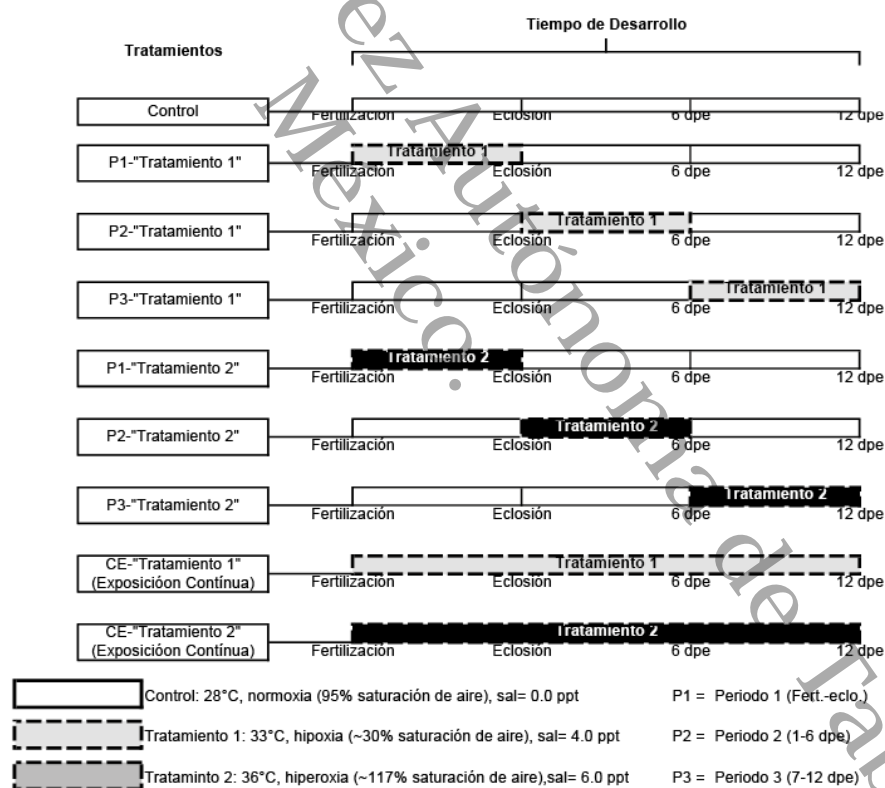 Tiempo de Desarrollo
Tratamientos
Control
Fertilización Eclosión 6 dpe 12 dpe
P1-"Tratamiento 1"
Tratamiento 1
Fertilización Eclosión 6 dpe 12 dpe
P2-"Tratamiento 1"
Tratamiento 1
Fertilización Eclosión 6 dpe 12 dpe
P3-"Tratamiento 1"
Tratamiento 1
Fertilización Eclosión 6 dpe 12 dpe
P1-"Tratamiento 2"
Tratamiento 2
Fertilización Eclosión 6 dpe 12 dpe
P2-"Tratamiento 2"
Tratamiento 2
Fertilización Eclosión 6 dpe 12 dpe
P3-"Tratamiento 2"
Tratamiento 2
Fertilización Eclosión 6 dpe 12 dpe
CE-"Tratamiento 1"
(Exposicióon Contínua)
Tratamiento 1
Fertilización Eclosión 6 dpe 12 dpe
CE-"Tratamiento 2"
(Exposicióon Contínua)
Tratamiento 2
Fertilización Eclosión 6 dpe 12 dpe
Control: 28°C, normoxia (95% saturación de aire), sal= 0.0 ppt P1 = Periodo 1 (Fert.-eclo.)
Tratamiento 1: 33°C, hipoxia (~30% saturación de aire), sal= 4.0 ppt P2 = Periodo 2 (1-6 dpe)
Trataminto 2: 36°C, hiperoxia (~117% saturación de aire),sal= 6.0 ppt P3 = Periodo 3 (7-12 dpe)
ez Autónoma de Tab
Mexico.